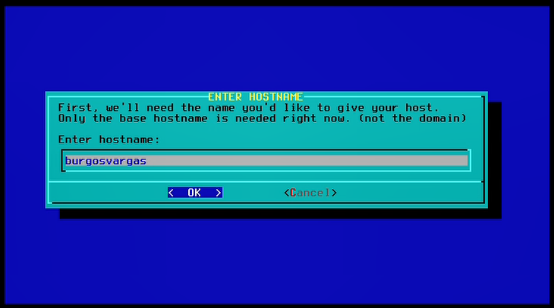 ENTER HOSTNAME
First, we'll need the name you'd like to give your host.
Only the base hostname is needed right now. (not the domain)
Enter hostname:
burgosvargas
< OK > <Cancel>